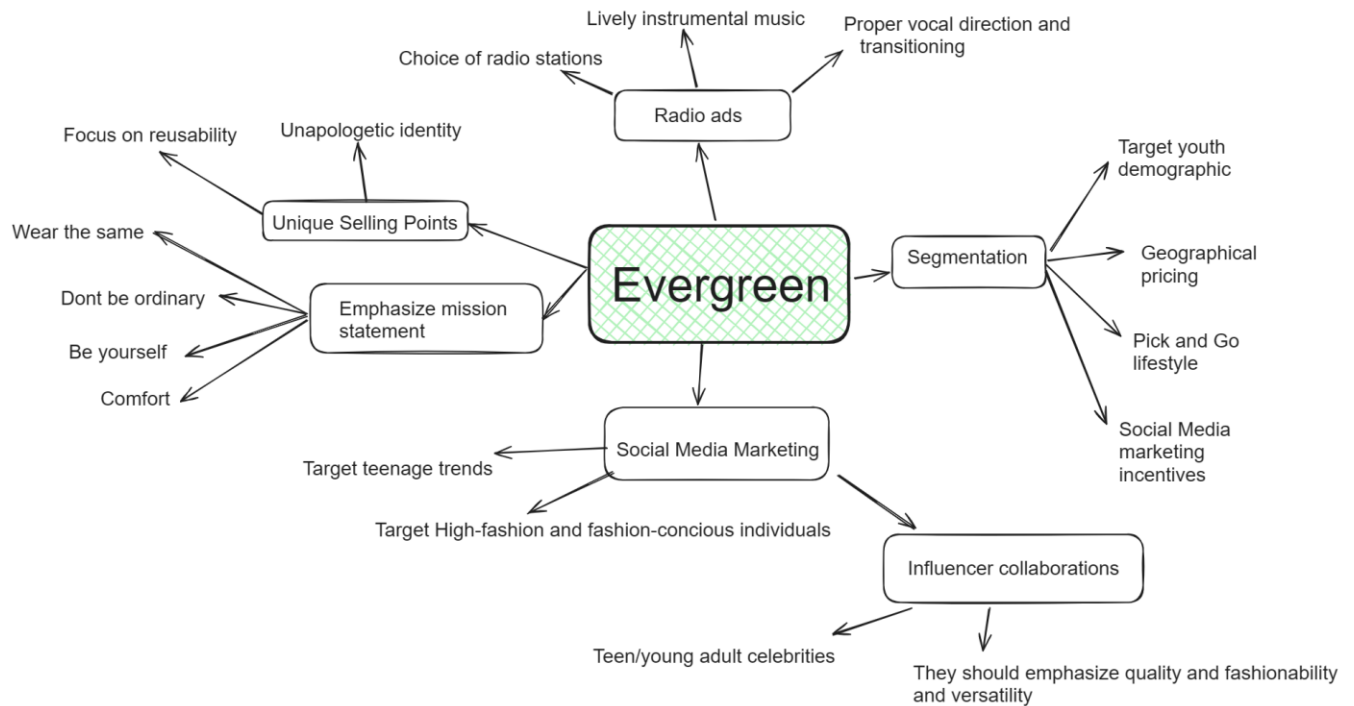 Lively instrumental music
Proper vocal direction and
transitioning
Choice of radio stations
Radio ads
Focus on reusability
Unapologetic identity
Unique Selling Points
Wear the same
Dont be ordinary
Be yourself
Comfort
Emphasize mission
statement
Evergreen
Segmentation
Target youth
demographic
Geographical
pricing
Pick and Go
lifestyle
Social Media
marketing
incentives
Social Media Marketing
Target teenage trends
Target High-fashion and fashion-concious individuals
Influencer collaborations
Teen/young adult celebrities
They should emphasize quality and fashionability
and versatility